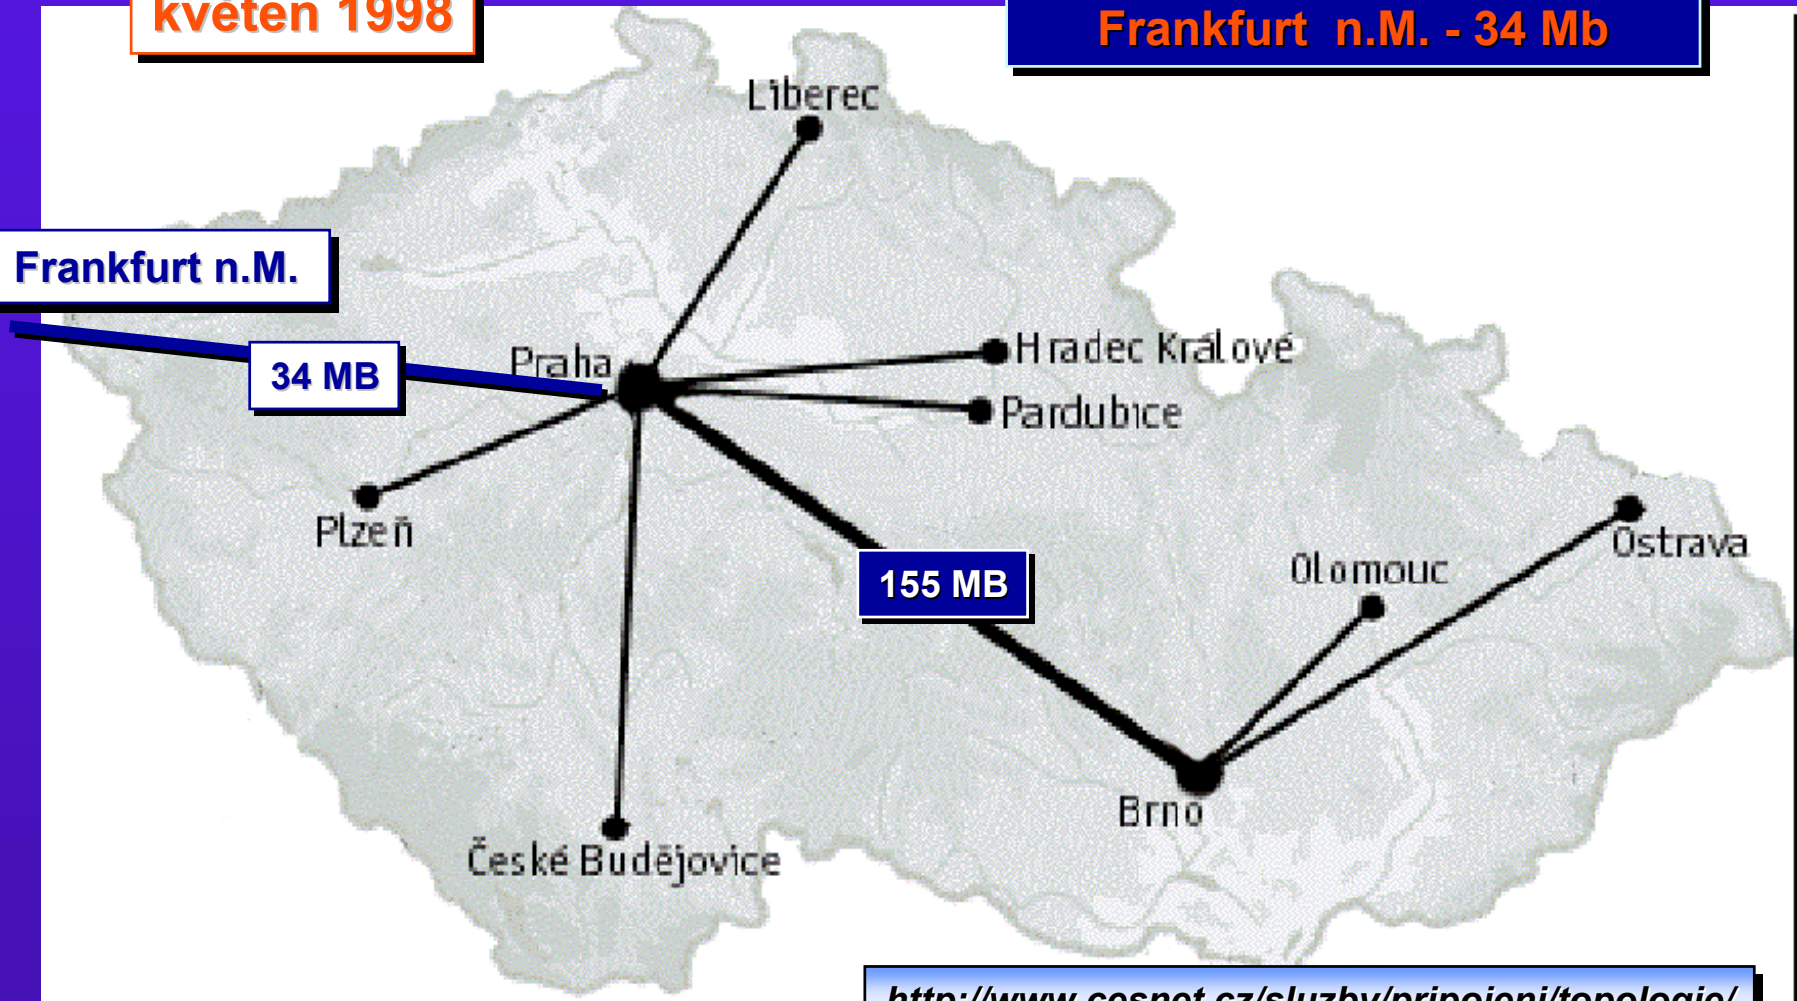 květen 1998
Frankfurt n.M. - 34 Mb
Liberec
Frankfurt n.M.
34 MB
Praha
Hradec Králové
Pardubice
Plzeň
155 MB
Olomouc
Ostrava
Brno
České Budějovice
http://www.cesnet.cz/sluzby/pripojeni/topologie/